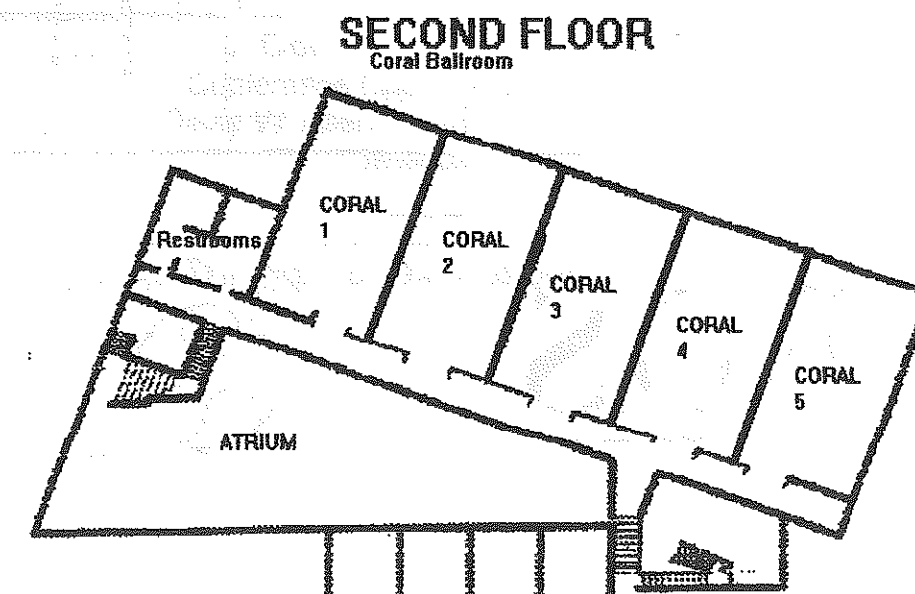 SECOND FLOOR
Coral Ballroom
CORAL
1
Restrooms
CORAL
2
CORAL
3
CORAL
4
CORAL
5
ATRIUM